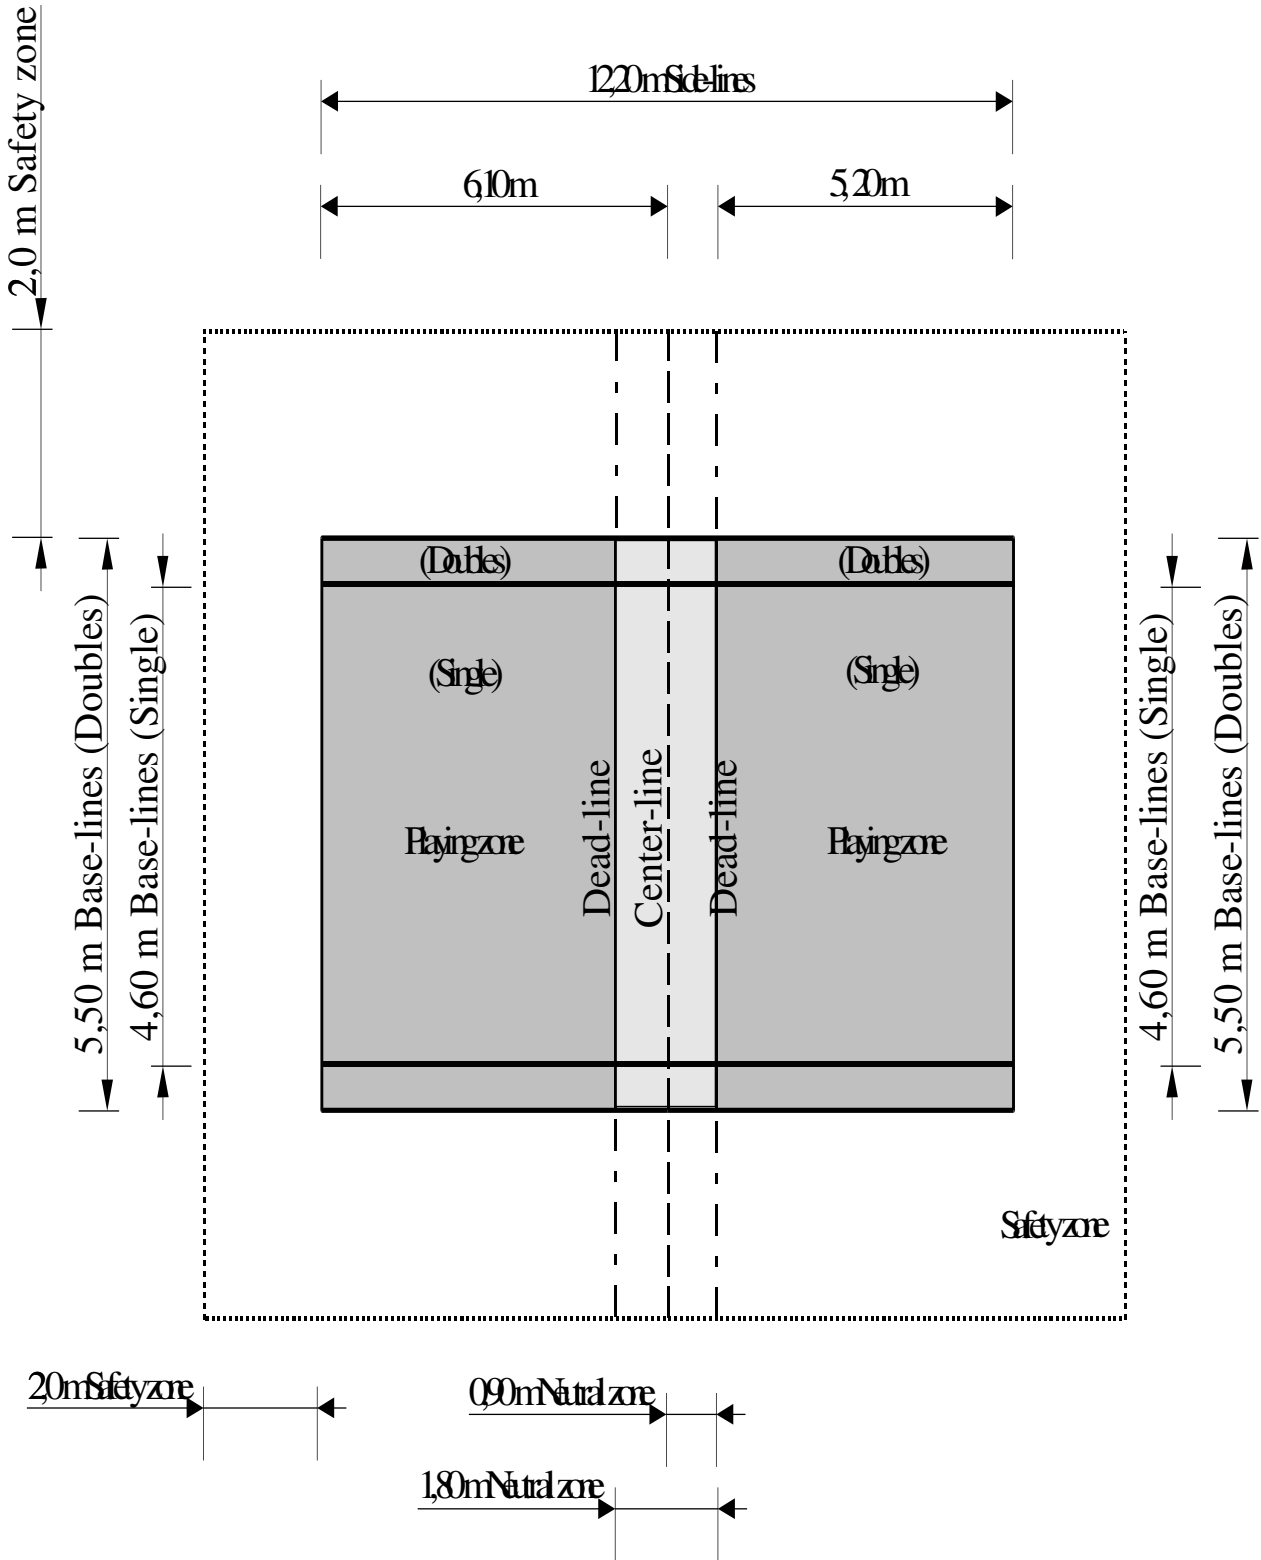 2,0 m Safety zone
12,20 m Side-lines
6,10 m
5,20 m
(Doubles)
(Doubles)
(Single)
(Single)
5,50 m Base-lines (Doubles)
4,60 m Base-lines (Single)
Playing zone
Dead-line
Center-line
Dead-line
Playing zone
4,60 m Base-lines (Single)
5,50 m Base-lines (Doubles)
Safety zone
2,0 m Safety zone
0,90 m Neutral zone
1,80 m Neutral zone